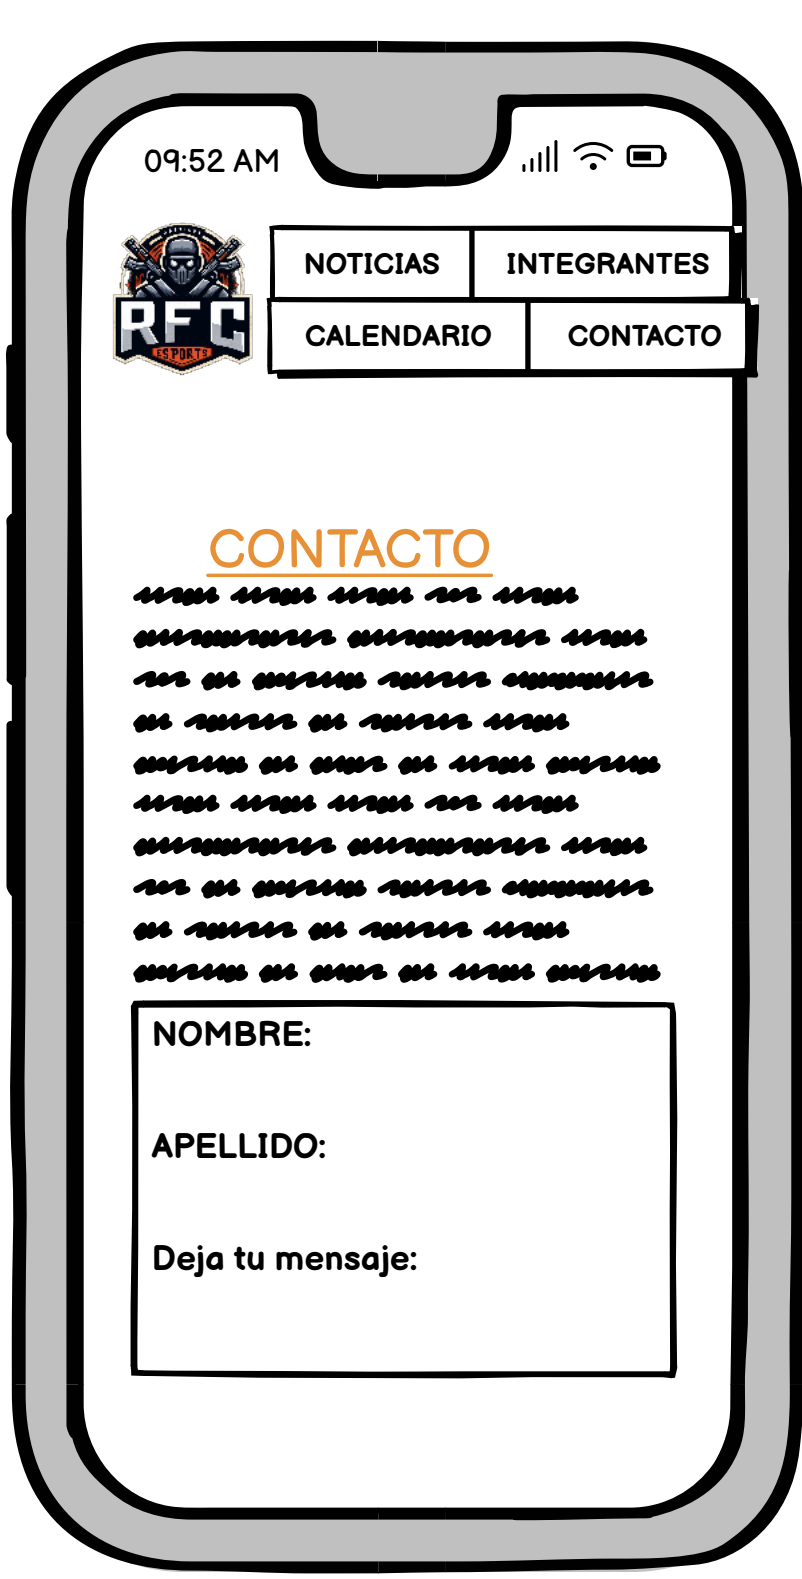 09:52 AM
NOTICIAS INTEGRANTES
CALENDARIO CONTACTO
RFC
ESPORTS
CONTACTO
NOMBRE:
APELLIDO:
Deja tu mensaje: